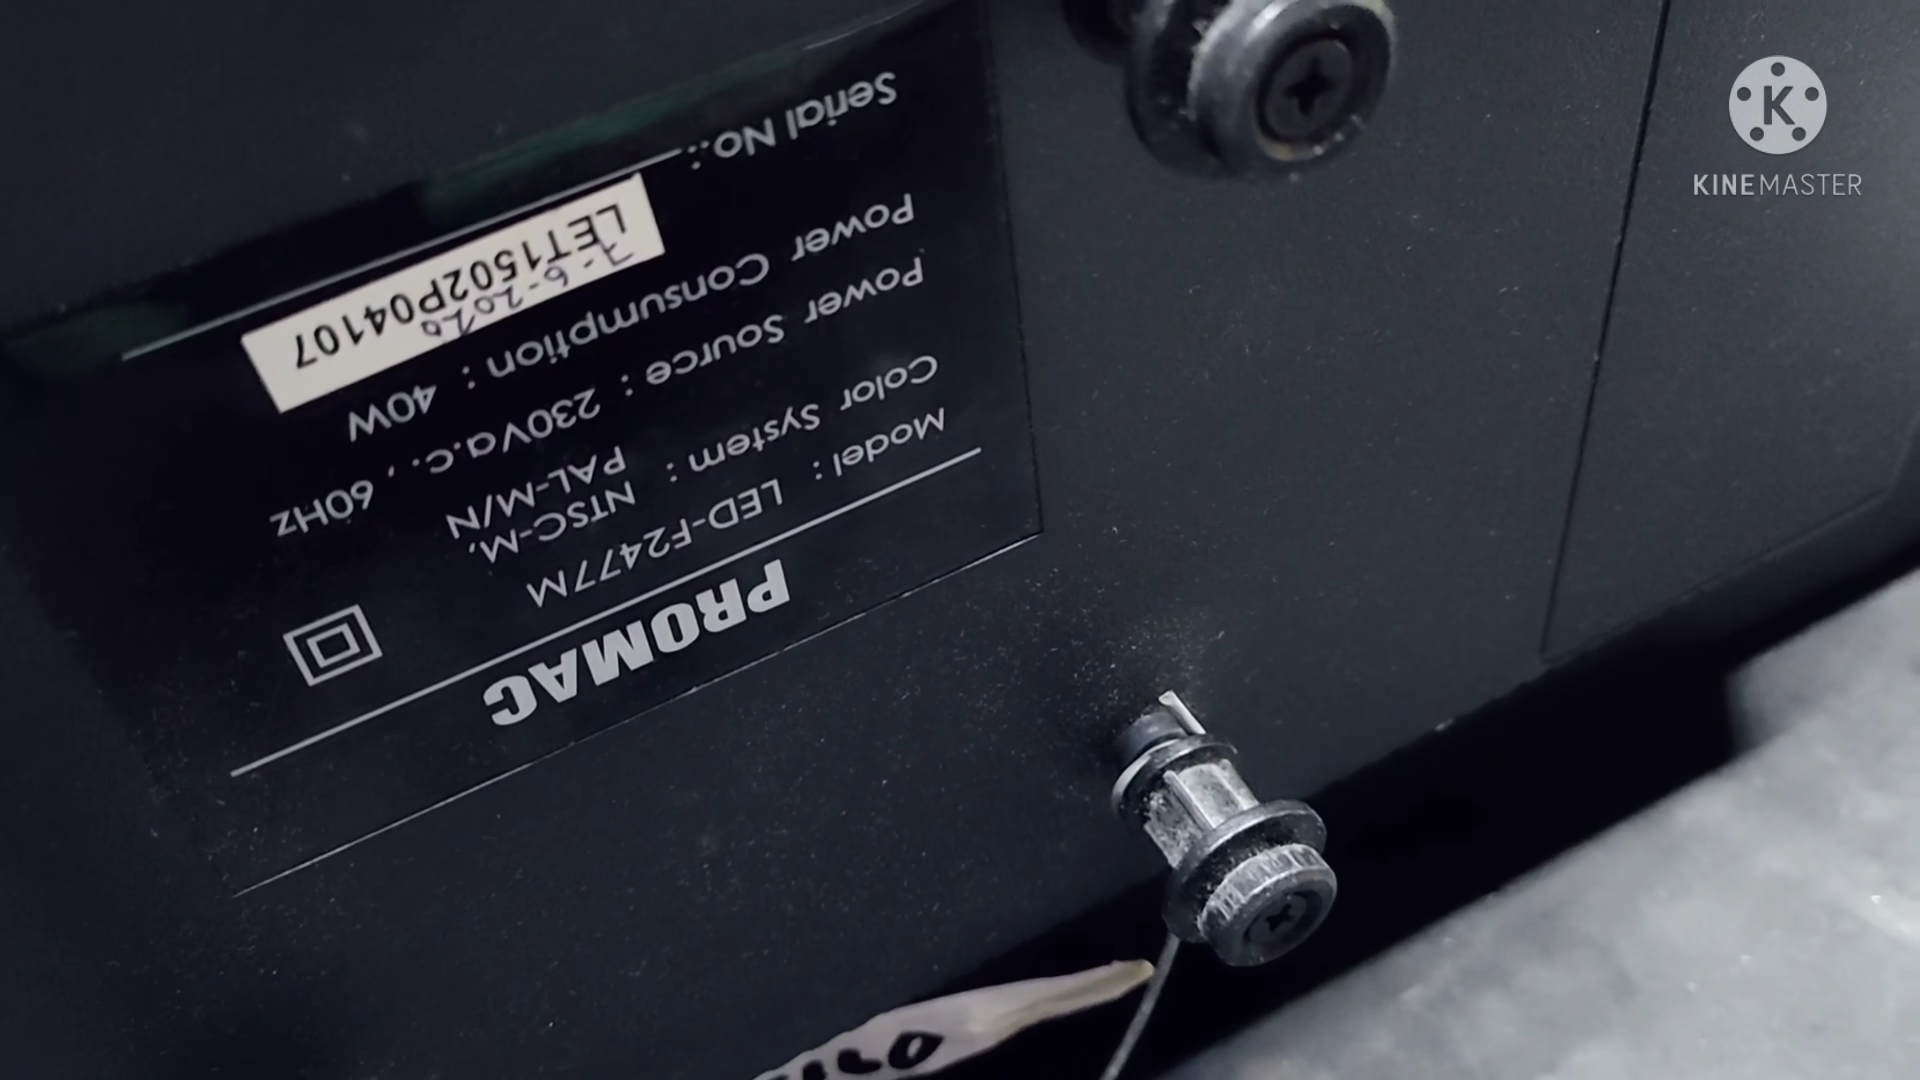 PROMAC
Model : LED-F2477M
Color System : NTSC-M,
PAL-M/N
Power Source : 230Va.c. , 60Hz
Power Consumption : 40W
LET1502P04107
Serial No.:
KINEMASTER